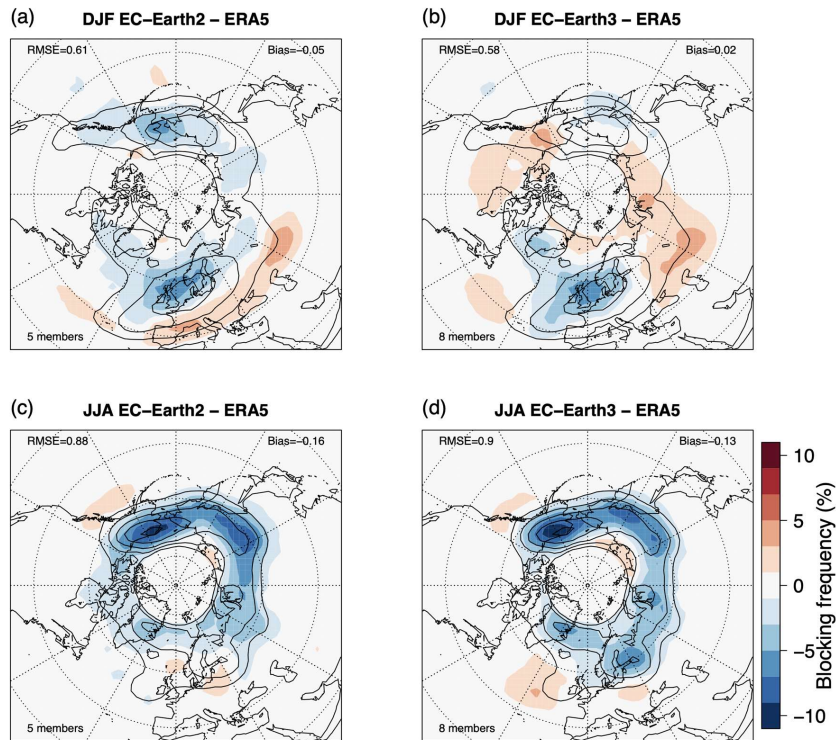 (a)
DJF EC−Earth2 − ERA5
RMSE=0.61
Bias=−0.05
5 members
(b)
DJF EC−Earth3 − ERA5
RMSE=0.58
Bias=0.02
8 members
(c)
JJA EC−Earth2 − ERA5
RMSE=0.88
Bias=−0.16
5 members
(d)
JJA EC−Earth3 − ERA5
RMSE=0.9
Bias=−0.13
8 members
10
5
0
−5
−10
Blocking frequency (%)